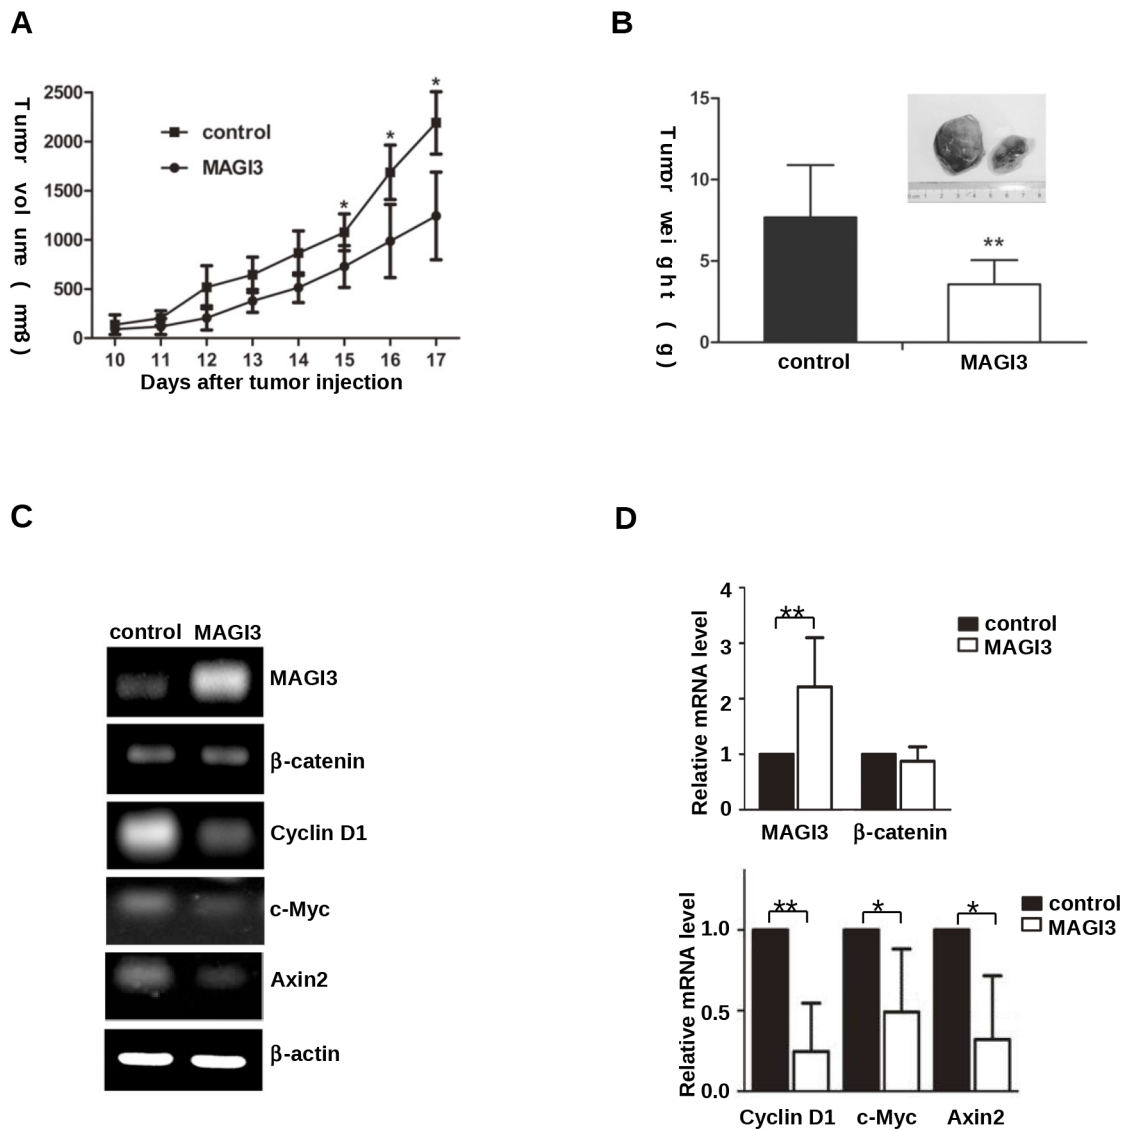 A
Tumor volume (mm3)
2500
2000
1500
1000
500
0
control
MAGI3
*
*
*
10 11 12 13 14 15 16 17
Days after tumor injection
B
Tumor weight (g)
15
10
5
0
**
control MAGI3
C
control MAGI3
MAGI3
β-catenin
Cyclin D1
c-Myc
Axin2
β-actin
D
Relative mRNA level
4
3
2
1
0
**
control
MAGI3
MAGI3 β-catenin
Relative mRNA level
1.0
0.5
0.0
** * *
control
MAGI3
Cyclin D1 c-Myc Axin2